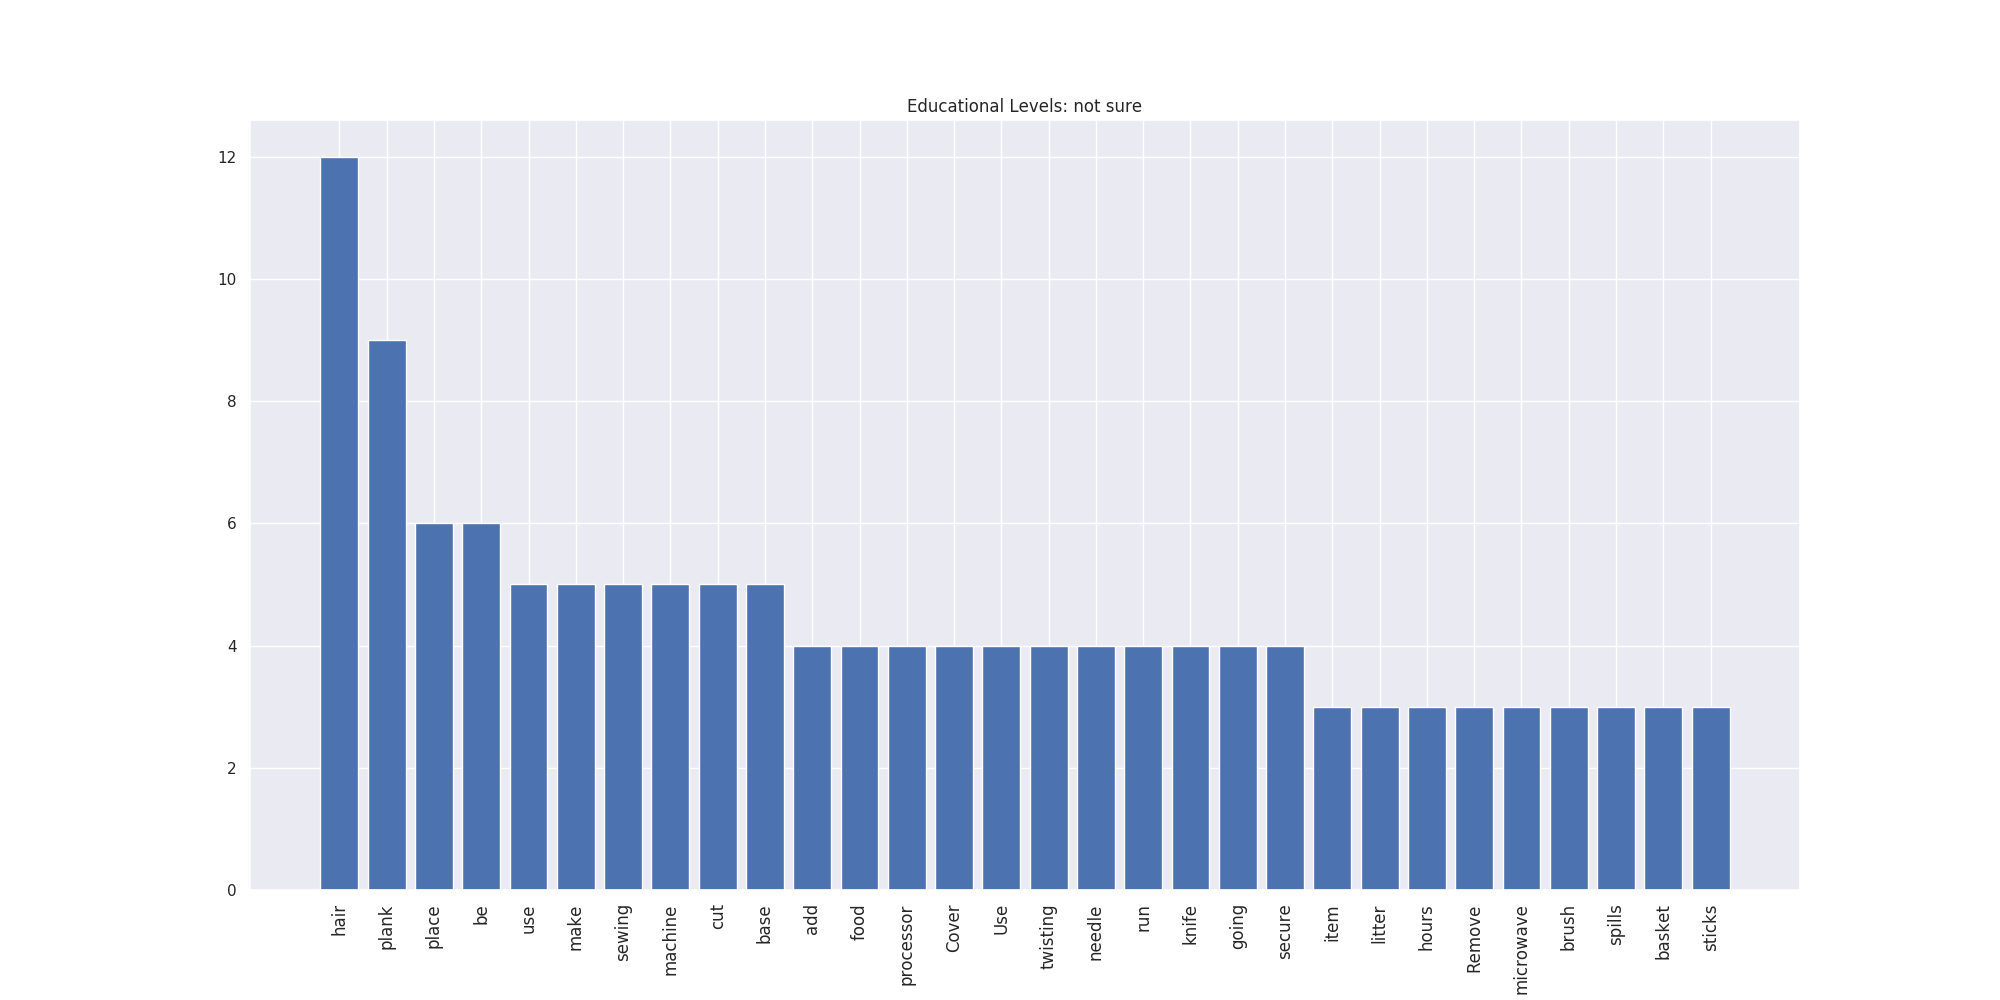 Educational Levels: not sure
12
10
8
6
4
2
0
hair
plank
place
be
use
make
sewing
machine
cut
base
add
food
processor
Cover
Use
twisting
needle
run
knife
going
secure
item
litter
hours
Remove
microwave
brush
spills
basket
sticks